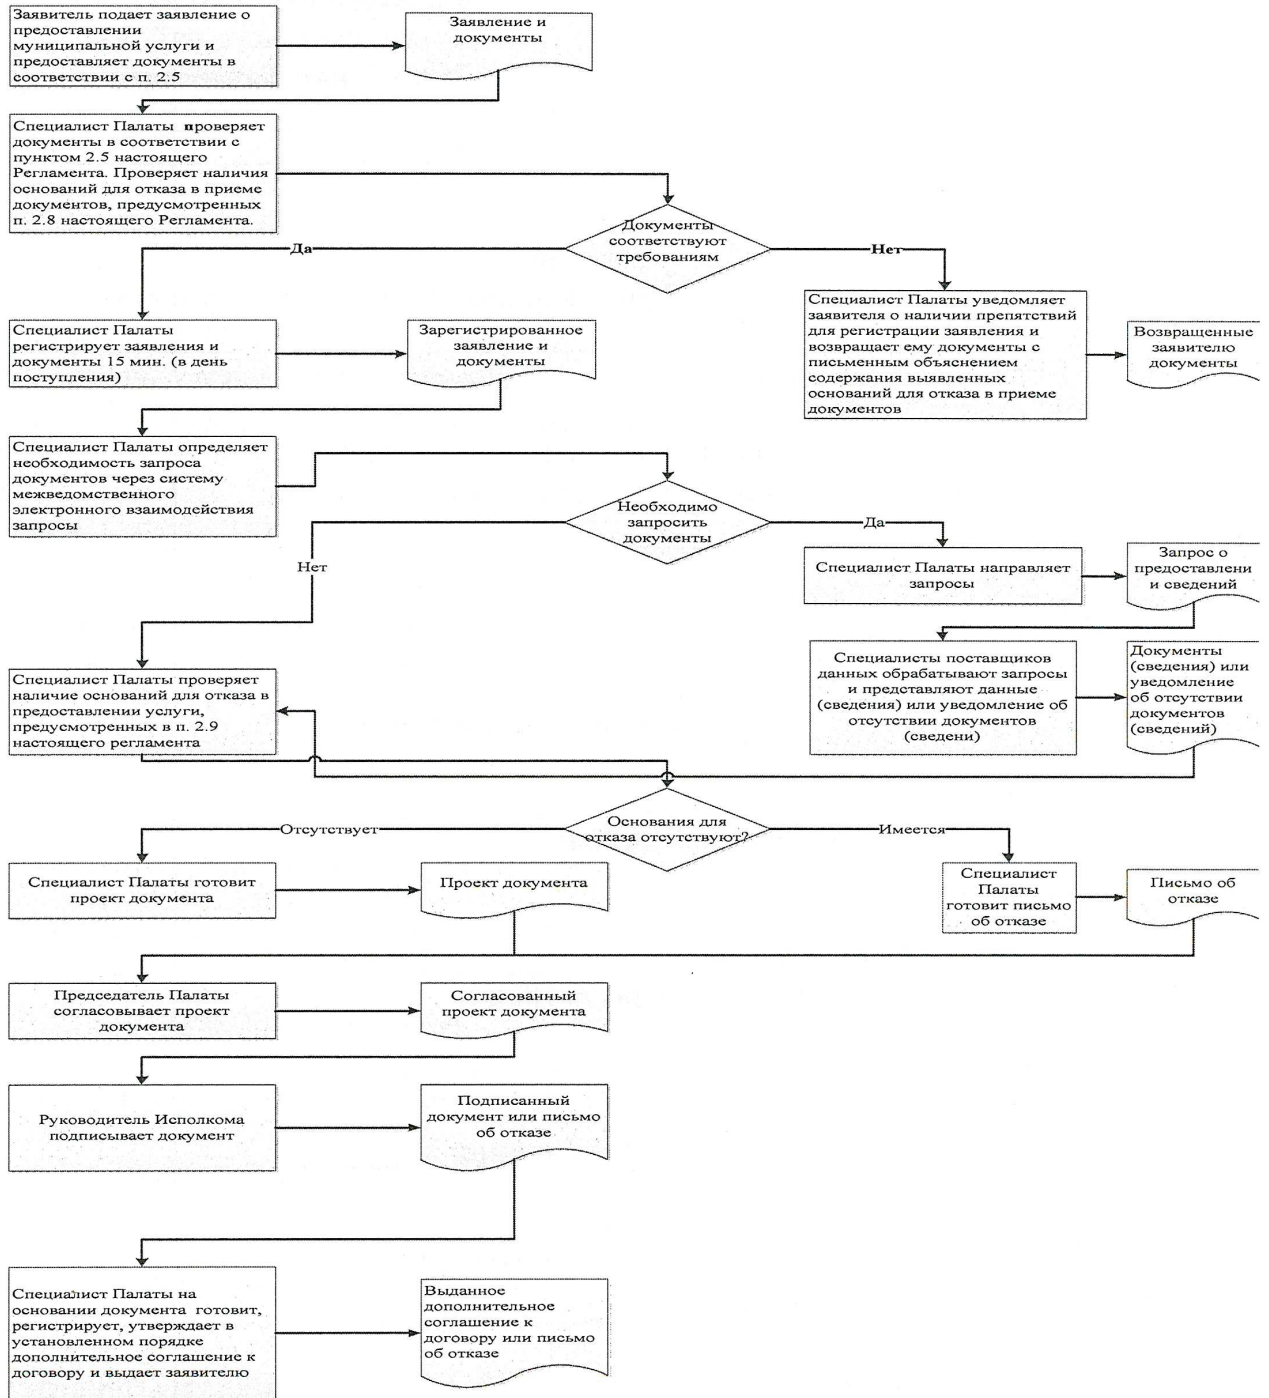 Заявитель подает заявление о
предоставлении
муниципальной услуги и
предоставляет документы в
соответствии с п. 2.5
Заявление и
документы
Специалист Палаты проверяет
документы в соответствии с
пунктом 2.5 настоящего
Регламента. Проверяет наличия
оснований для отказа в приеме
документов, предусмотренных
п. 2.8 настоящего Регламента.
Документы
соответствуют
требованиям
Да
Нет
Специалист Палаты
регистрирует заявления и
документы 15 мин. (в день
поступления)
Зарегистрированное
заявление и
документы
Специалист Палаты уведомляет
заявителя о наличии препятствий
для регистрации заявления и
возвращает ему документы с
письменным объяснением
содержания выявленных
оснований для отказа в приеме
документов
Возвращенные
заявителю
документы
Специалист Палаты определяет
необходимость запроса
документов через систему
межведомственного
электронного взаимодействия
запросы
Необходимо
запросить
документы
Да
Нет
Специалист Палаты направляет
запросы
Запрос о
предоставлени
и сведений
Специалисты поставщиков
данных обрабатывают запросы
и представляют данные
(сведения) или уведомление об
отсутствии документов
(сведени)
Документы
(сведения) или
уведомление
об отсутствии
документов
(сведений)
Специалист Палаты проверяет
наличие оснований для отказа в
предоставлении услуги,
предусмотренных в п. 2.9
настоящего регламента
Основания для
отказа отсутствуют?
Отсутствует
Имеется
Специалист Палаты готовит
проект документа
Проект документа
Специалист
Палаты
готовит письмо
об отказе
Письмо об
отказе
Председатель Палаты
согласовывает проект
документа
Согласованный
проект документа
Руководитель Исполкома
подписывает документ
Подписанный
документ или письмо
об отказе
Специалист Палаты на
основании документа готовит,
регистрирует, утверждает в
установленном порядке
дополнительное соглашение к
договору и выдает заявителю
Выданное
дополнительное
соглашение к
договору или письмо
об отказе